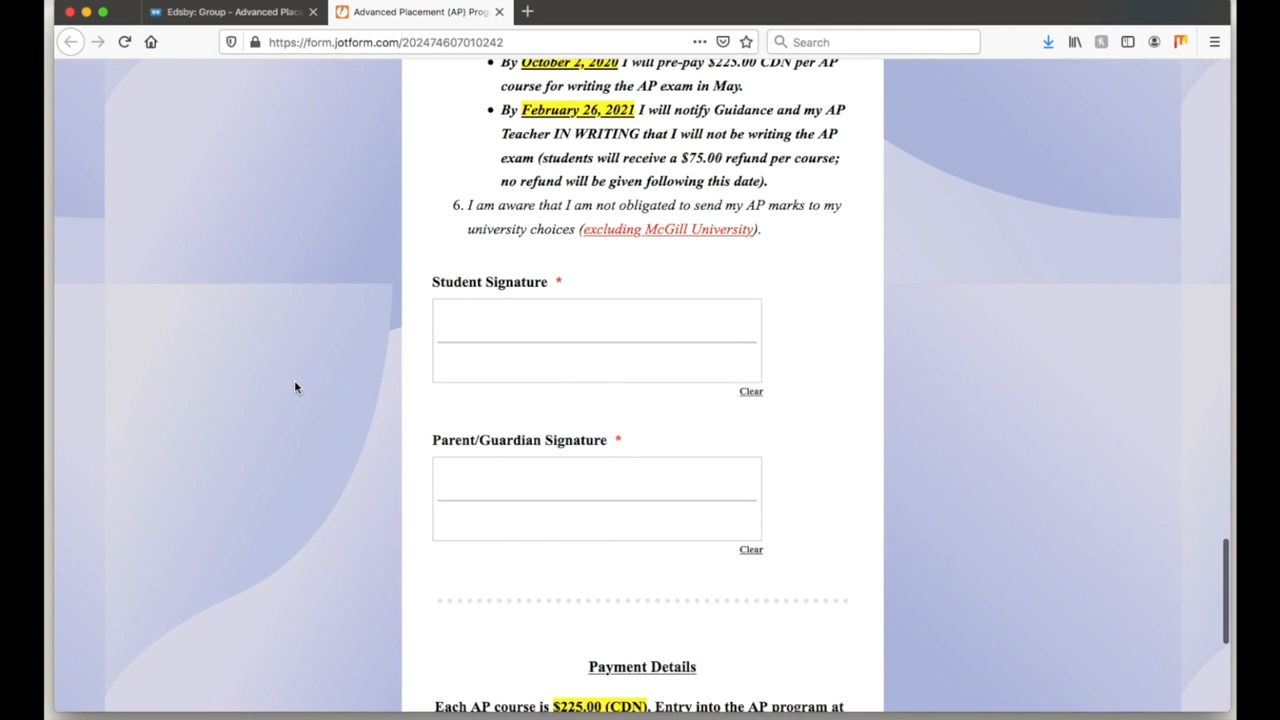 Edsby: Group - Advanced Plac
Advanced Placement (AP) Prog
https://form.jotform.com/202474607010242
Search
• By October 2, 2020 I will pre-pay $225.00 CDN per AP
course for writing the AP exam in May.
• By February 26, 2021 I will notify Guidance and my AP
Teacher IN WRITING that I will not be writing the AP
exam (students will receive a $75.00 refund per course;
no refund will be given following this date).
6. I am aware that I am not obligated to send my AP marks to my
university choices (excluding McGill University).
Student Signature *
Clear
Parent/Guardian Signature *
Clear
Payment Details
Each AP course is $225.00 (CDN). Entry into the AP program at